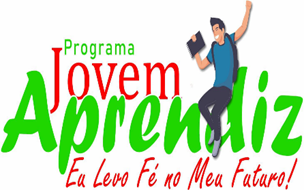 Programa
Jovem
Aprendiz
Eu Levo Fé no Meu Futuro!